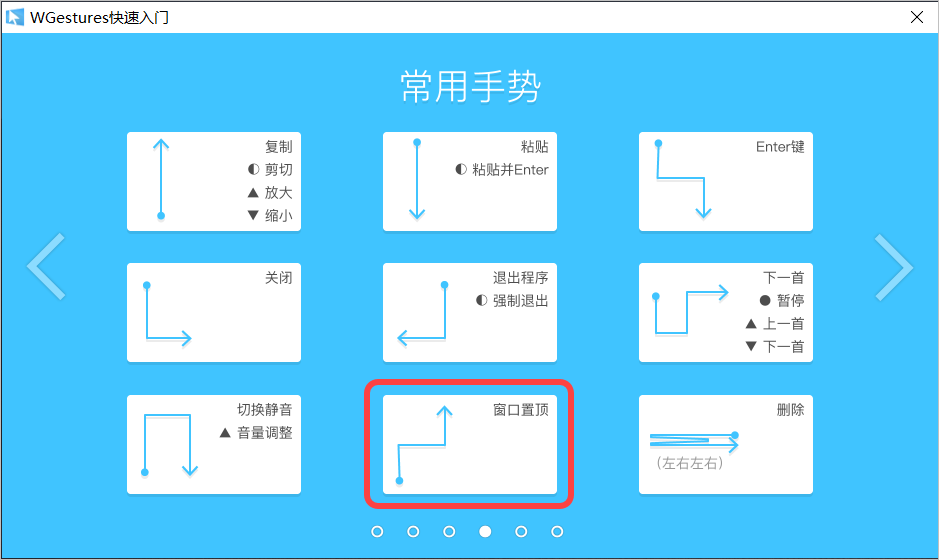 WGestures快速入门
常用手势
复制
◐ 剪切
▲ 放大
▼ 缩小
粘贴
◐ 粘贴并Enter
Enter键
关闭
退出程序
◐ 强制退出
下一首
● 暂停
▲ 上一首
▼ 下一首
切换静音
▲ 音量调整
窗口置顶
删除
(左右左右)